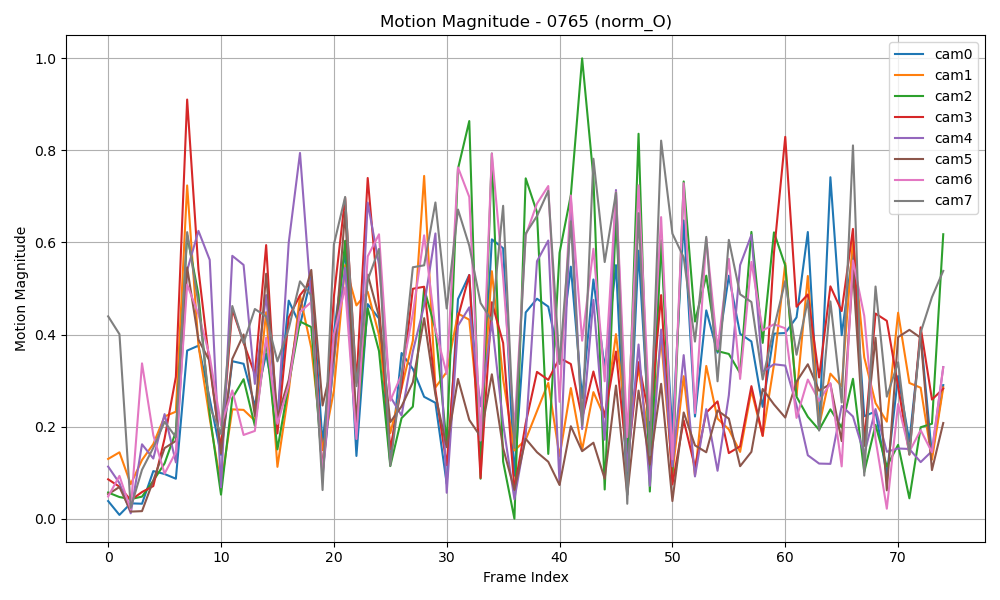 Motion Magnitude - 0765 (norm_O)
Motion Magnitude
1.0
0.8
0.6
0.4
0.2
0.0
cam0
cam1
cam2
cam3
cam4
cam5
cam6
cam7
0 10 20 30 40 50 60 70
Frame Index